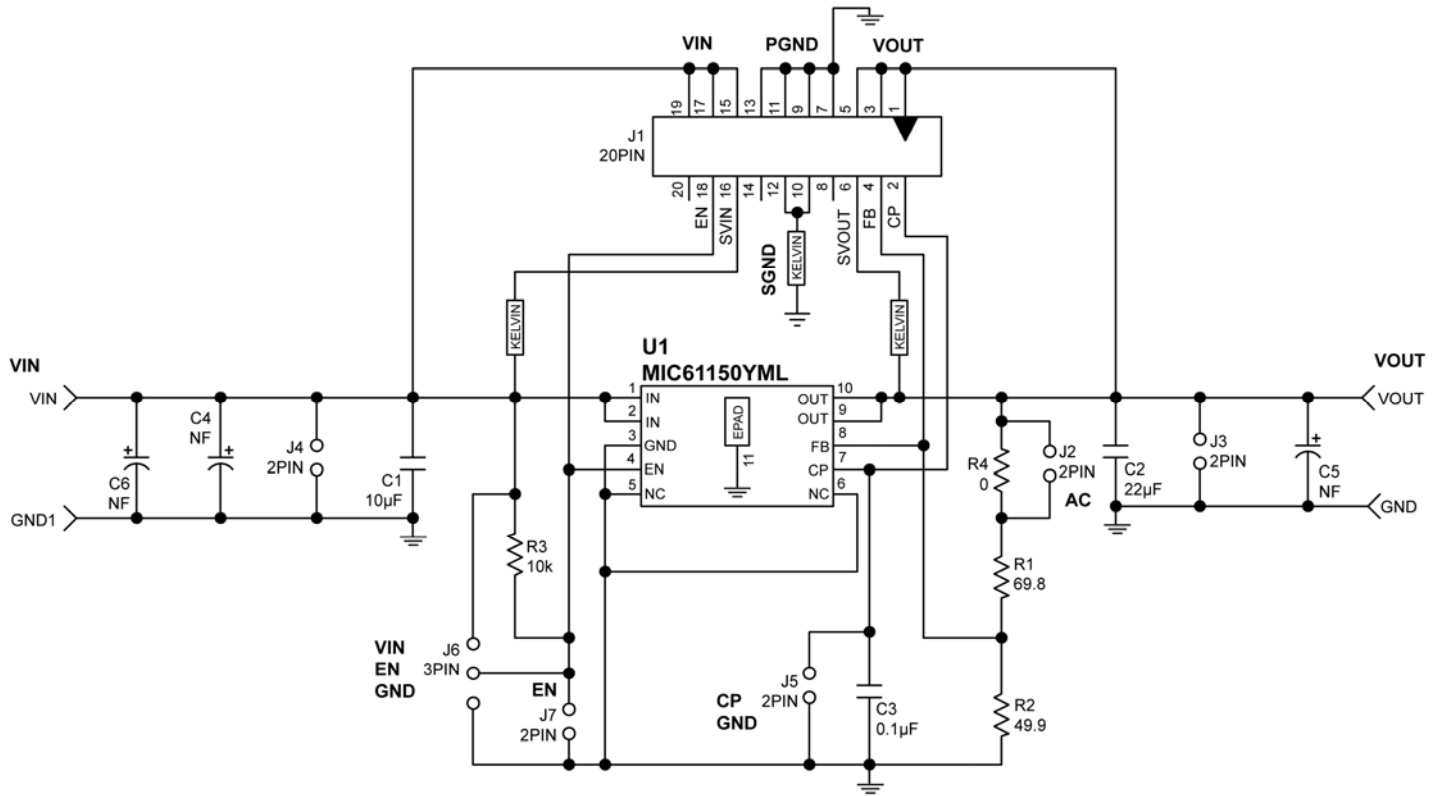 VIN PGND VOUT
19 17 15 13 11 9 7 5 3 1
J1
20PIN
20 18 16 14 12 10 8 6 4 2
EN SVIN SVOUT FB CP
SGND
KELVIN
KELVIN
KELVIN
U1
MIC61150YML
VIN
VIN
VOUT
VOUT
1 IN OUT 10
2 IN OUT 9
3 GND FB 8
4 EN CP 7
5 NC NC 6
EPAD
11
C6
NF
C4
NF
J4
2PIN
C1
10µF
GND1
R4
0
J2
2PIN
AC
C2
22µF
J3
2PIN
C5
NF
GND
R3
10k
R1
69.8
VIN
EN
GND
J6
3PIN
EN
J7
2PIN
CP
GND
J5
2PIN
C3
0.1µF
R2
49.9